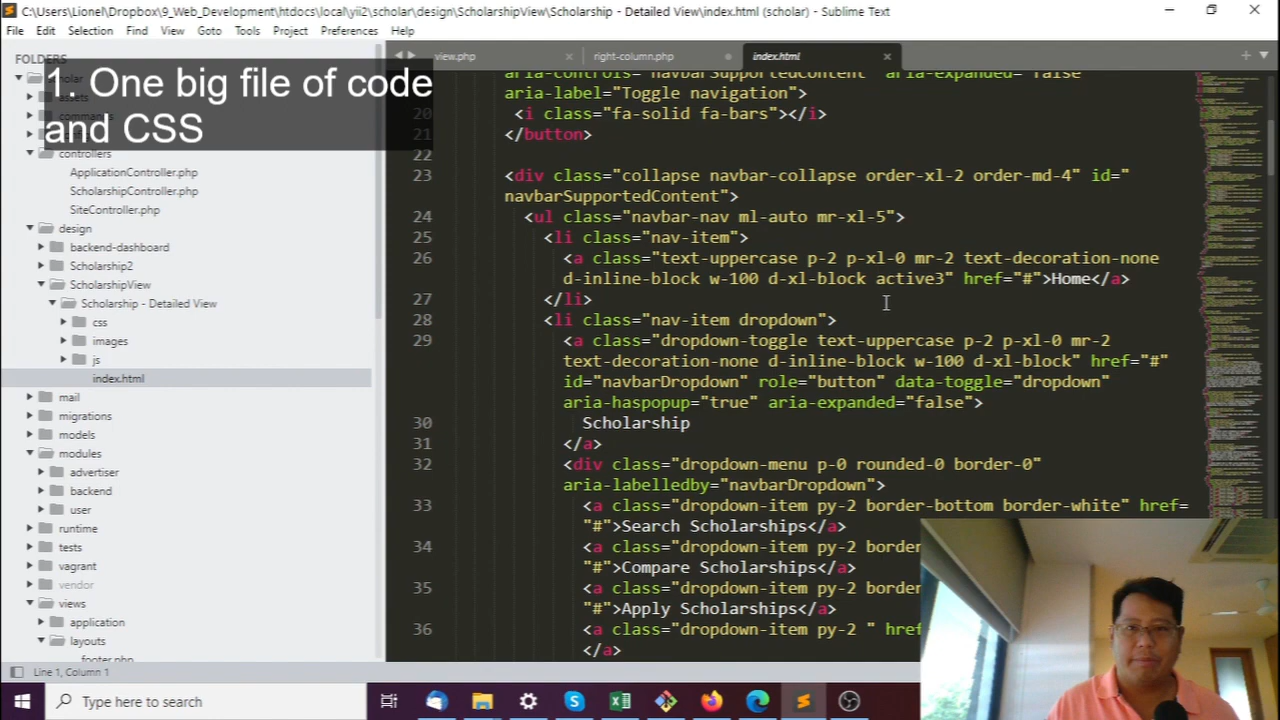 C:\Users\Lionel\Dropbox\9_Web_Development\htdocs\local\yii2\scholar\design\ScholarshipView\Scholarship - Detailed View\index.html (scholar) - Sublime Text
File Edit Selection Find View Goto Tools Project Preferences Help
FOLDERS
view.php
right-column.php
index.html
1. One big file of code
and CSS
controllers
ApplicationController.php
ScholarshipController.php
SiteController.php
design
backend-dashboard
Scholarship2
ScholarshipView
Scholarship - Detailed View
css
images
js
index.html
mail
migrations
models
modules
advertiser
backend
user
runtime
tests
vagrant
vendor
views
application
layouts
footer.php
aria-controls="navbarSupportedContent" aria-expanded="false"
aria-label="Toggle navigation">
20 <i class="fa-solid fa-bars"></i>
21 </button>
22
23 <div class="collapse navbar-collapse order-xl-2 order-md-4" id="
navbarSupportedContent">
24 <ul class="navbar-nav ml-auto mr-xl-5">
25 <li class="nav-item">
26 <a class="text-uppercase p-2 p-xl-0 mr-2 text-decoration-none
d-inline-block w-100 d-xl-block active3" href="#">Home</a>
27 </li>
28 <li class="nav-item dropdown">
29 <a class="dropdown-toggle text-uppercase p-2 p-xl-0 mr-2
text-decoration-none d-inline-block w-100 d-xl-block" href="#"
id="navbarDropdown" role="button" data-toggle="dropdown"
aria-haspopup="true" aria-expanded="false">
30 Scholarship
31 </a>
32 <div class="dropdown-menu p-0 rounded-0 border-0"
aria-labelledby="navbarDropdown">
33 <a class="dropdown-item py-2 border-bottom border-white" href=
"#">Search Scholarships</a>
34 <a class="dropdown-item py-2 border
"#">Compare Scholarships</a>
35 <a class="dropdown-item py-2 border
"#">Apply Scholarships</a>
36 <a class="dropdown-item py-2 " href
</a>
Line 1, Column 1
Type here to search